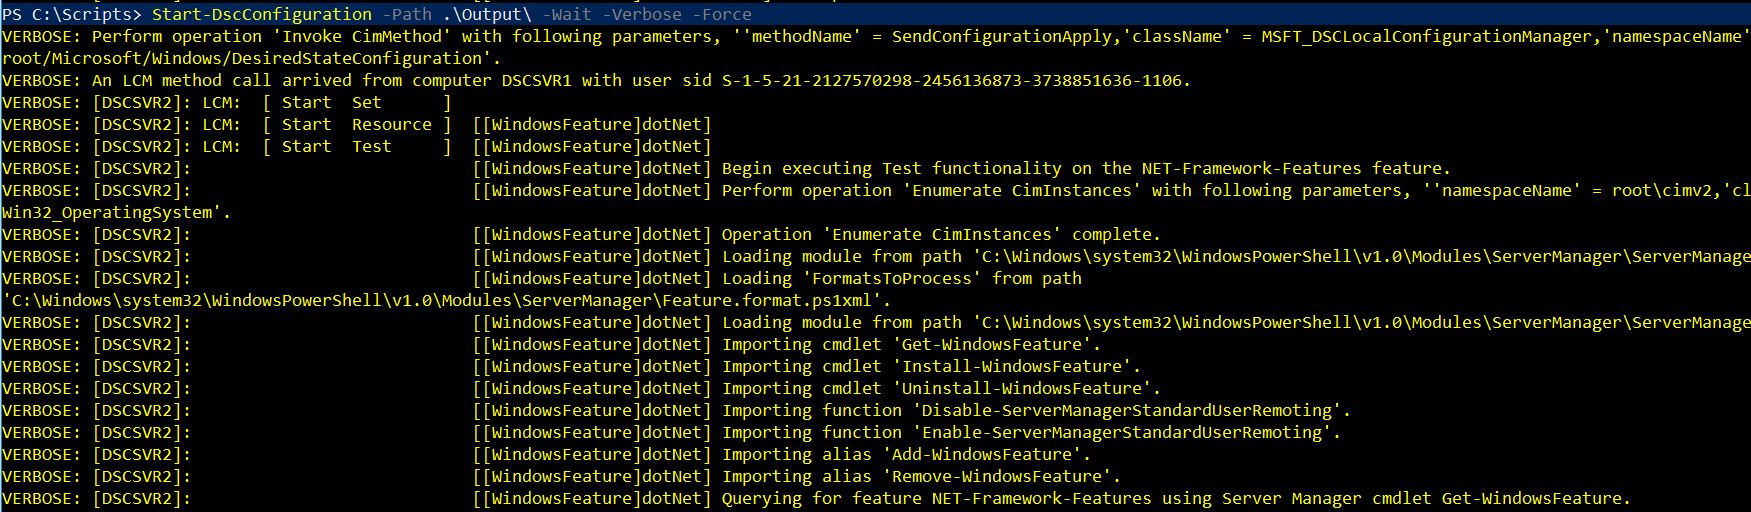 PS C:\Scripts> Start-DscConfiguration -Path .\Output\ -Wait -Verbose -Force
VERBOSE: Perform operation 'Invoke CimMethod' with following parameters, ''methodName' = SendConfigurationApply,'className' = MSFT_DSCLocalConfigurationManager,'namespaceName'
root/Microsoft/Windows/DesiredStateConfiguration'.
VERBOSE: An LCM method call arrived from computer DSCSVR1 with user sid S-1-5-21-2127570298-2456136873-3738851636-1106.
VERBOSE: [DSCSVR2]: LCM:  [ Start  Set      ]
VERBOSE: [DSCSVR2]: LCM:  [ Start  Resource ]  [[WindowsFeature]dotNet]
VERBOSE: [DSCSVR2]: LCM:  [ Start  Test     ]  [[WindowsFeature]dotNet]
VERBOSE: [DSCSVR2]:                            [[WindowsFeature]dotNet] Begin executing Test functionality on the NET-Framework-Features feature.
VERBOSE: [DSCSVR2]:                            [[WindowsFeature]dotNet] Perform operation 'Enumerate CimInstances' with following parameters, ''namespaceName' = root\cimv2,'cl
Win32_OperatingSystem'.
VERBOSE: [DSCSVR2]:                            [[WindowsFeature]dotNet] Operation 'Enumerate CimInstances' complete.
VERBOSE: [DSCSVR2]:                            [[WindowsFeature]dotNet] Loading module from path 'C:\Windows\system32\WindowsPowerShell\v1.0\Modules\ServerManager\ServerManage
VERBOSE: [DSCSVR2]:                            [[WindowsFeature]dotNet] Loading 'FormatsToProcess' from path
'C:\Windows\system32\WindowsPowerShell\v1.0\Modules\ServerManager\Feature.format.ps1xml'.
VERBOSE: [DSCSVR2]:                            [[WindowsFeature]dotNet] Loading module from path 'C:\Windows\system32\WindowsPowerShell\v1.0\Modules\ServerManager\ServerManage
VERBOSE: [DSCSVR2]:                            [[WindowsFeature]dotNet] Importing cmdlet 'Get-WindowsFeature'.
VERBOSE: [DSCSVR2]:                            [[WindowsFeature]dotNet] Importing cmdlet 'Install-WindowsFeature'.
VERBOSE: [DSCSVR2]:                            [[WindowsFeature]dotNet] Importing cmdlet 'Uninstall-WindowsFeature'.
VERBOSE: [DSCSVR2]:                            [[WindowsFeature]dotNet] Importing function 'Disable-ServerManagerStandardUserRemoting'.
VERBOSE: [DSCSVR2]:                            [[WindowsFeature]dotNet] Importing function 'Enable-ServerManagerStandardUserRemoting'.
VERBOSE: [DSCSVR2]:                            [[WindowsFeature]dotNet] Importing alias 'Add-WindowsFeature'.
VERBOSE: [DSCSVR2]:                            [[WindowsFeature]dotNet] Importing alias 'Remove-WindowsFeature'.
VERBOSE: [DSCSVR2]:                            [[WindowsFeature]dotNet] Querying for feature NET-Framework-Features using Server Manager cmdlet Get-WindowsFeature.